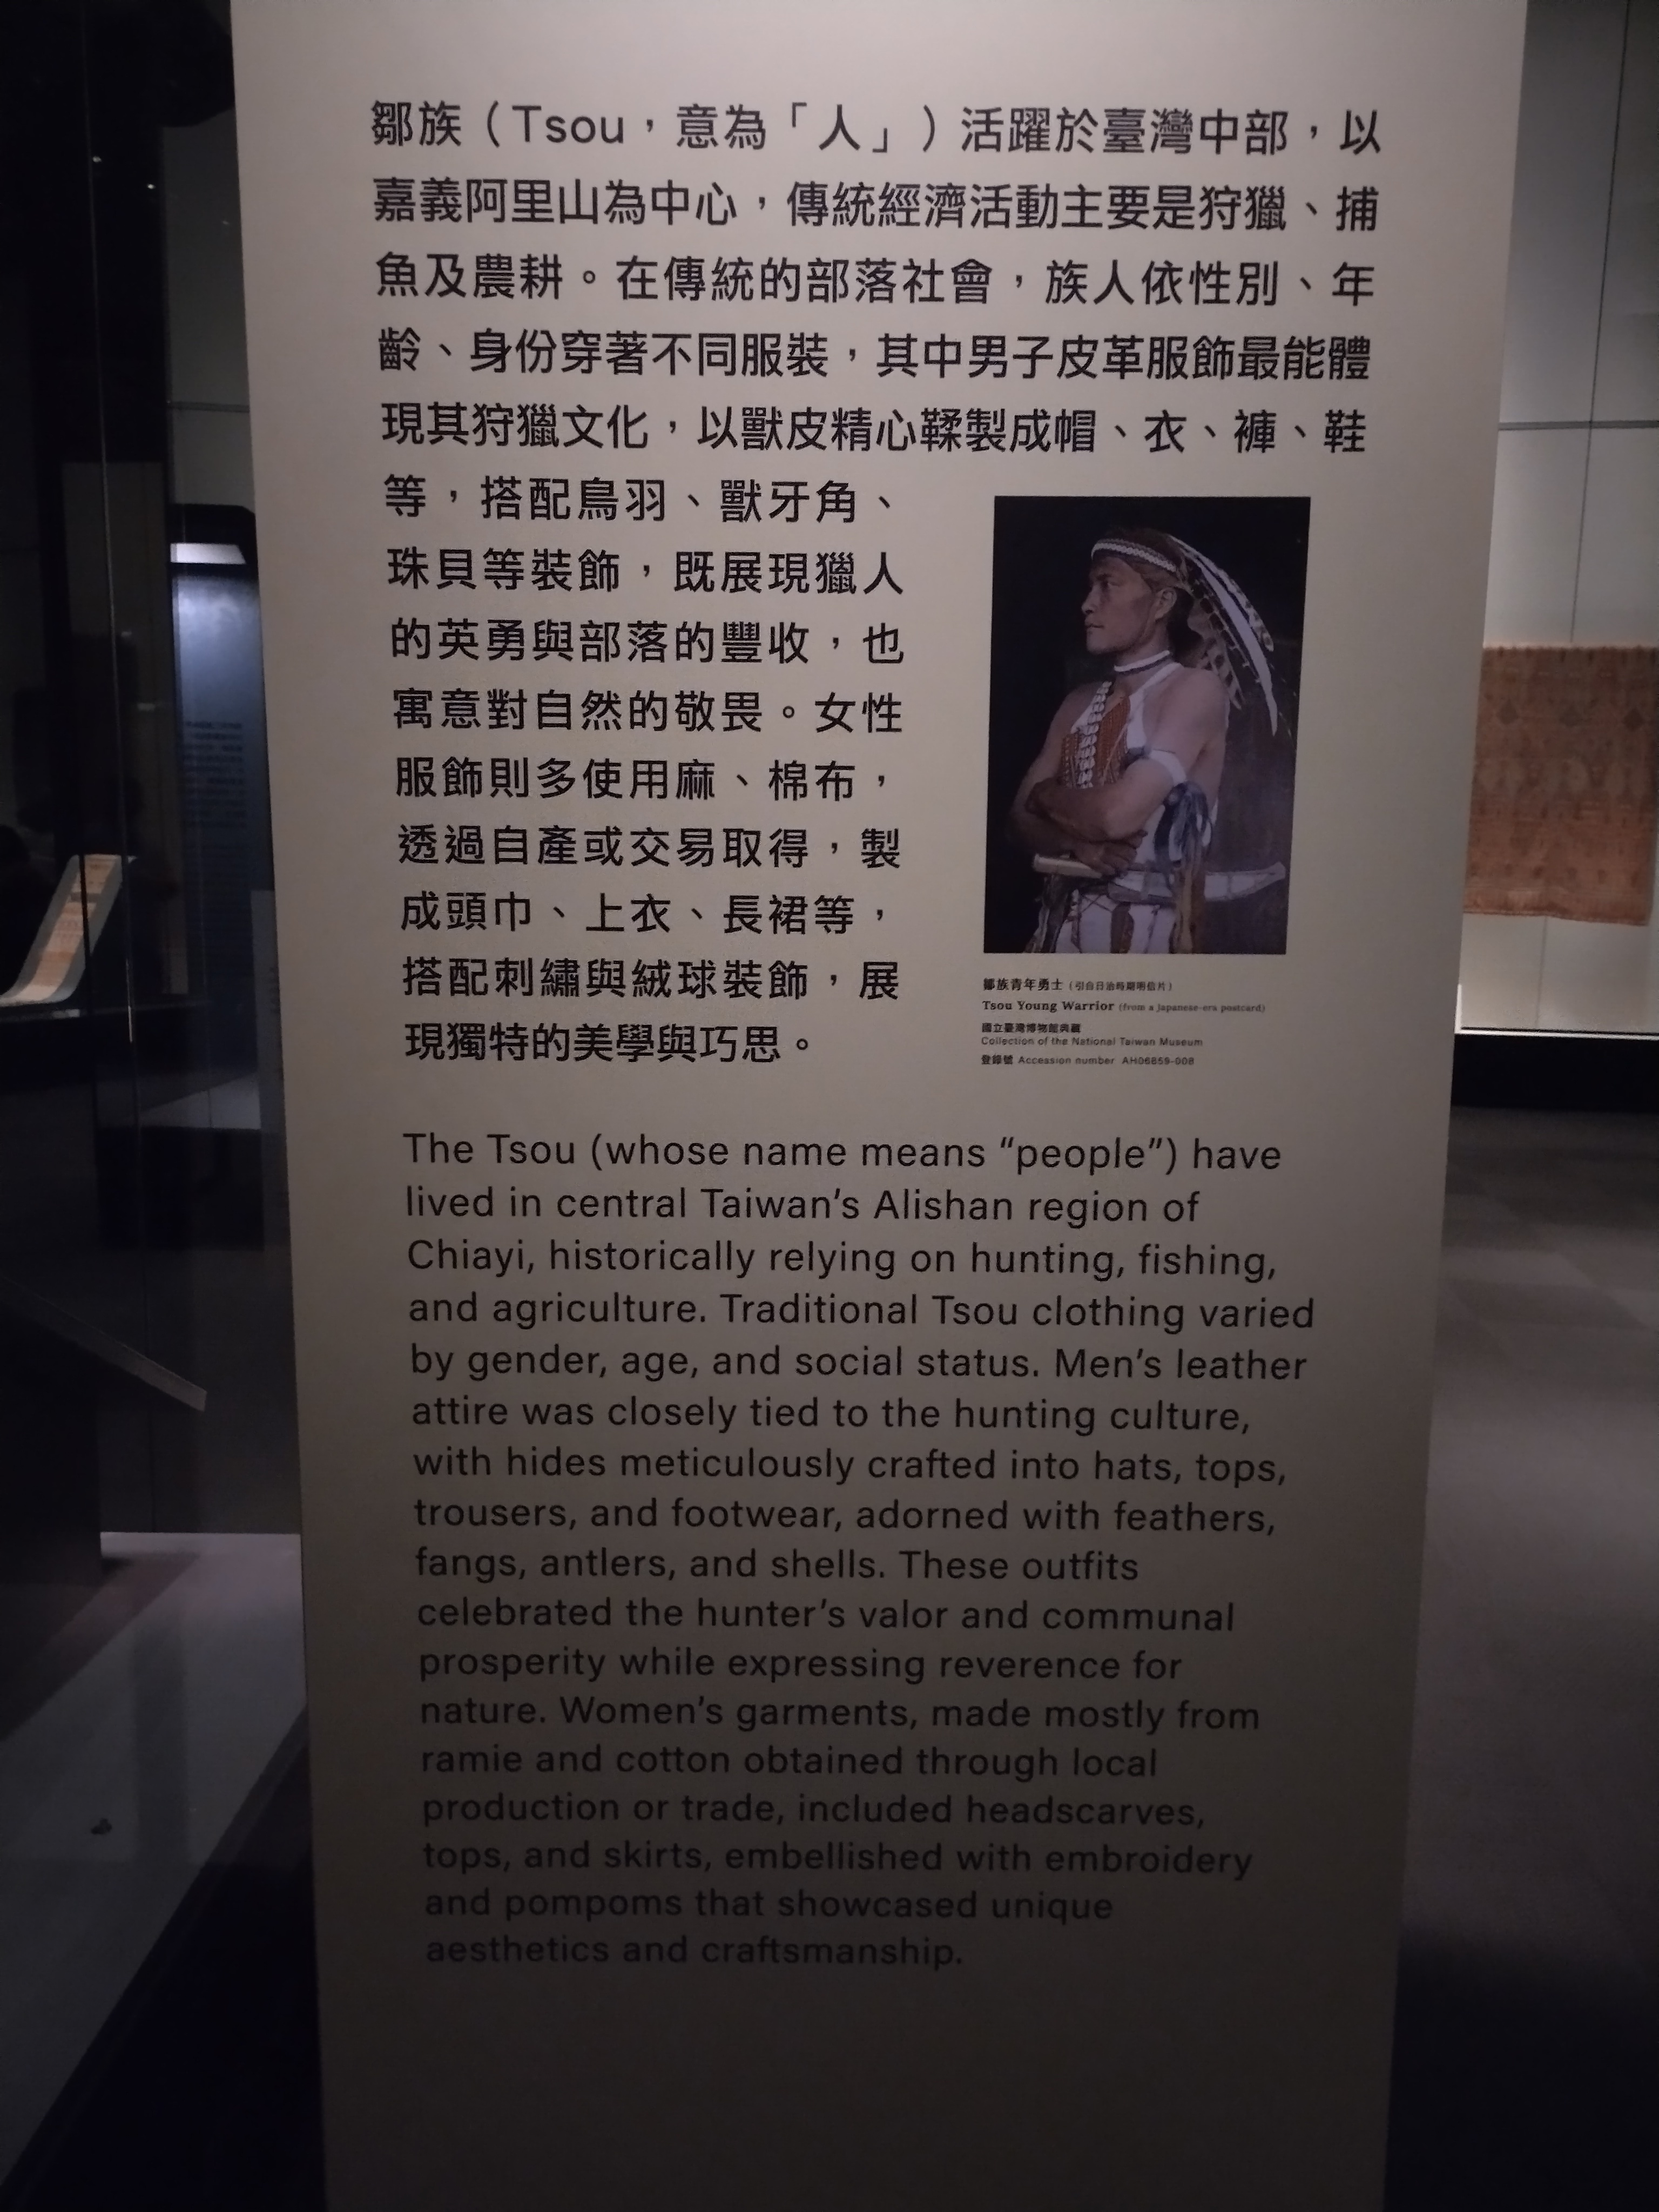 鄒族（Tsou，意為「人」）活躍於臺灣中部，以
嘉義阿里山為中心，傳統經濟活動主要是狩獵、捕
魚及農耕。在傳統的部落社會，族人依性別、年
齡、身份穿著不同服裝，其中男子皮革服飾最能體
現其狩獵文化，以獸皮精心鞣製成帽、衣、褲、鞋
等，搭配鳥羽、獸牙角、
珠貝等裝飾，既展現獵人
的英勇與部落的豐收，也
寓意對自然的敬畏。女性
服飾則多使用麻、棉布，
透過自產或交易取得，製
成頭巾、上衣、長裙等，
搭配刺繡與絨球裝飾，展
現獨特的美學與巧思。
鄒族青年勇士（引自日治時期明信片）
Tsou Young Warrior (from a Japanese-era postcard)
國立臺灣博物館典藏
Collection of the National Taiwan Museum
登錄號 Accession number AH06859-008
The Tsou (whose name means “people”) have
lived in central Taiwan’s Alishan region of
Chiayi, historically relying on hunting, fishing,
and agriculture. Traditional Tsou clothing varied
by gender, age, and social status. Men’s leather
attire was closely tied to the hunting culture,
with hides meticulously crafted into hats, tops,
trousers, and footwear, adorned with feathers,
fangs, antlers, and shells. These outfits
celebrated the hunter’s valor and communal
prosperity while expressing reverence for
nature. Women’s garments, made mostly from
ramie and cotton obtained through local
production or trade, included headscarves,
tops, and skirts, embellished with embroidery
and pompoms that showcased unique
aesthetics and craftsmanship.